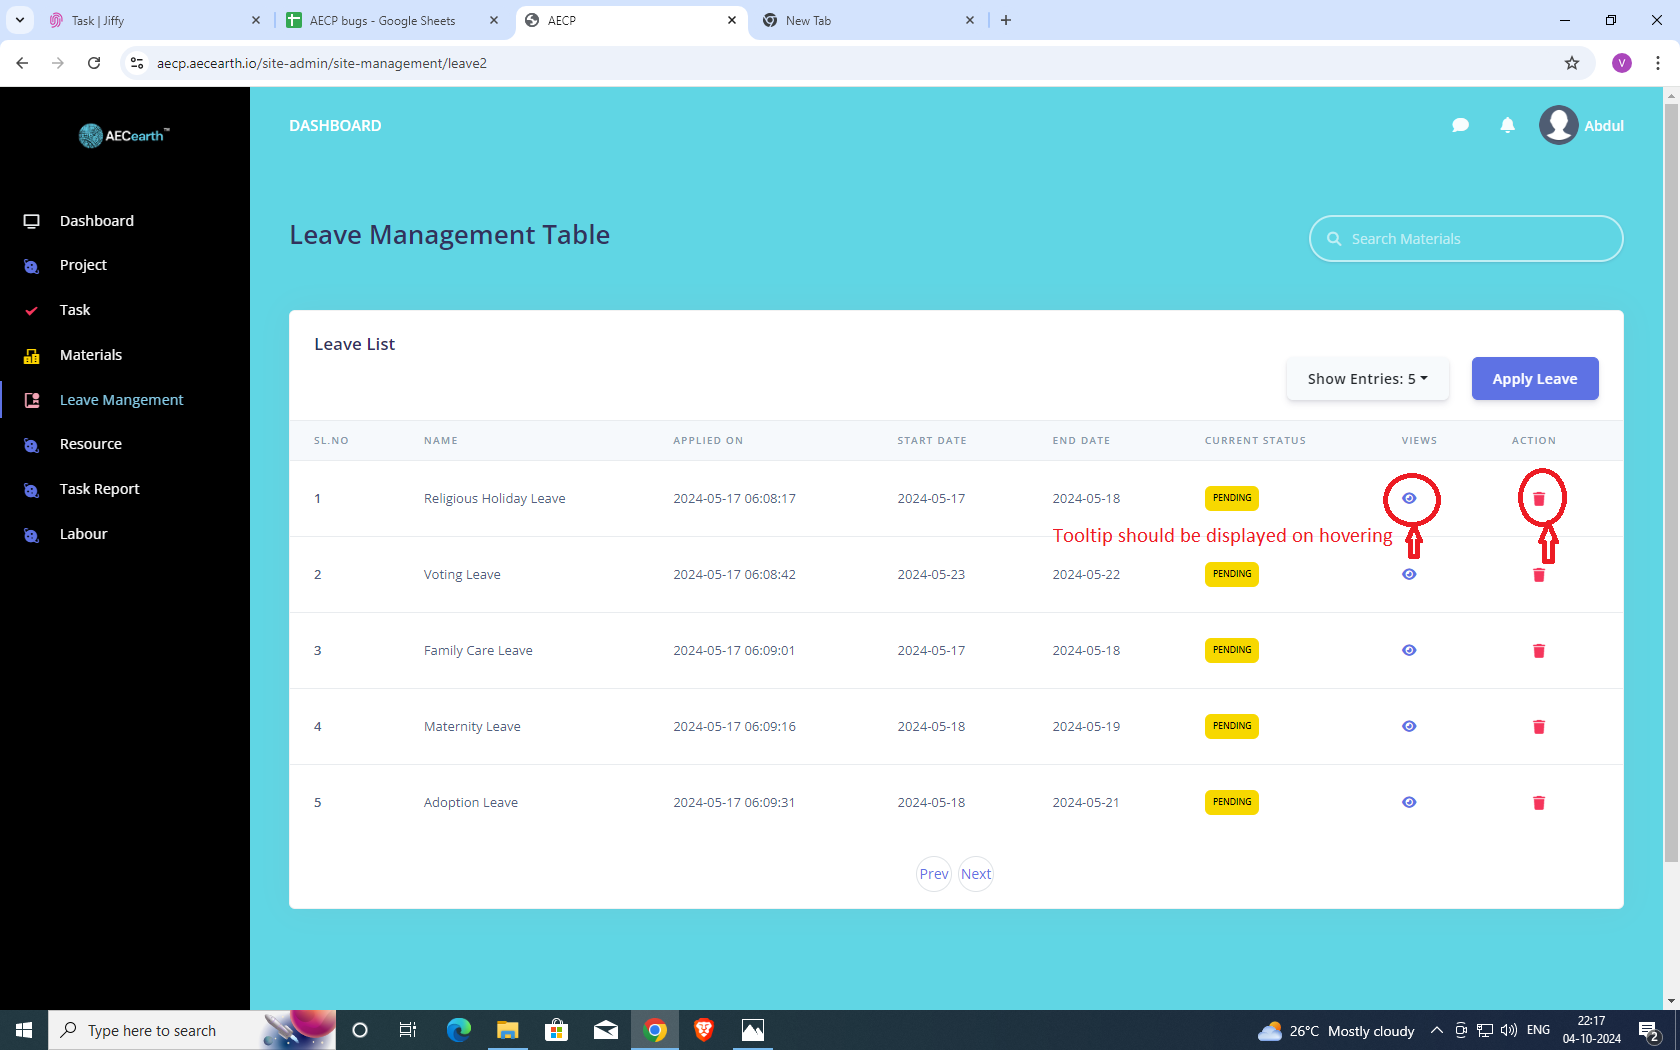 Task | Jiffy
AECP bugs - Google Sheets
AECP
New Tab
aecp.aecearth.io/site-admin/site-management/leave2
V
AECearth™
DASHBOARD
Abdul
Dashboard
Project
Task
Materials
Leave Mangement
Resource
Task Report
Labour
Leave Management Table
Search Materials
Leave List
Show Entries: 5
Apply Leave
SL.NO NAME APPLIED ON START DATE END DATE CURRENT STATUS VIEWS ACTION
1 Religious Holiday Leave 2024-05-17 06:08:17 2024-05-17 2024-05-18 PENDING
Tooltip should be displayed on hovering
2 Voting Leave 2024-05-17 06:08:42 2024-05-23 2024-05-22 PENDING
3 Family Care Leave 2024-05-17 06:09:01 2024-05-17 2024-05-18 PENDING
4 Maternity Leave 2024-05-17 06:09:16 2024-05-18 2024-05-19 PENDING
5 Adoption Leave 2024-05-17 06:09:31 2024-05-18 2024-05-21 PENDING
Prev Next
Type here to search
26°C Mostly cloudy
ENG
22:17
04-10-2024
2